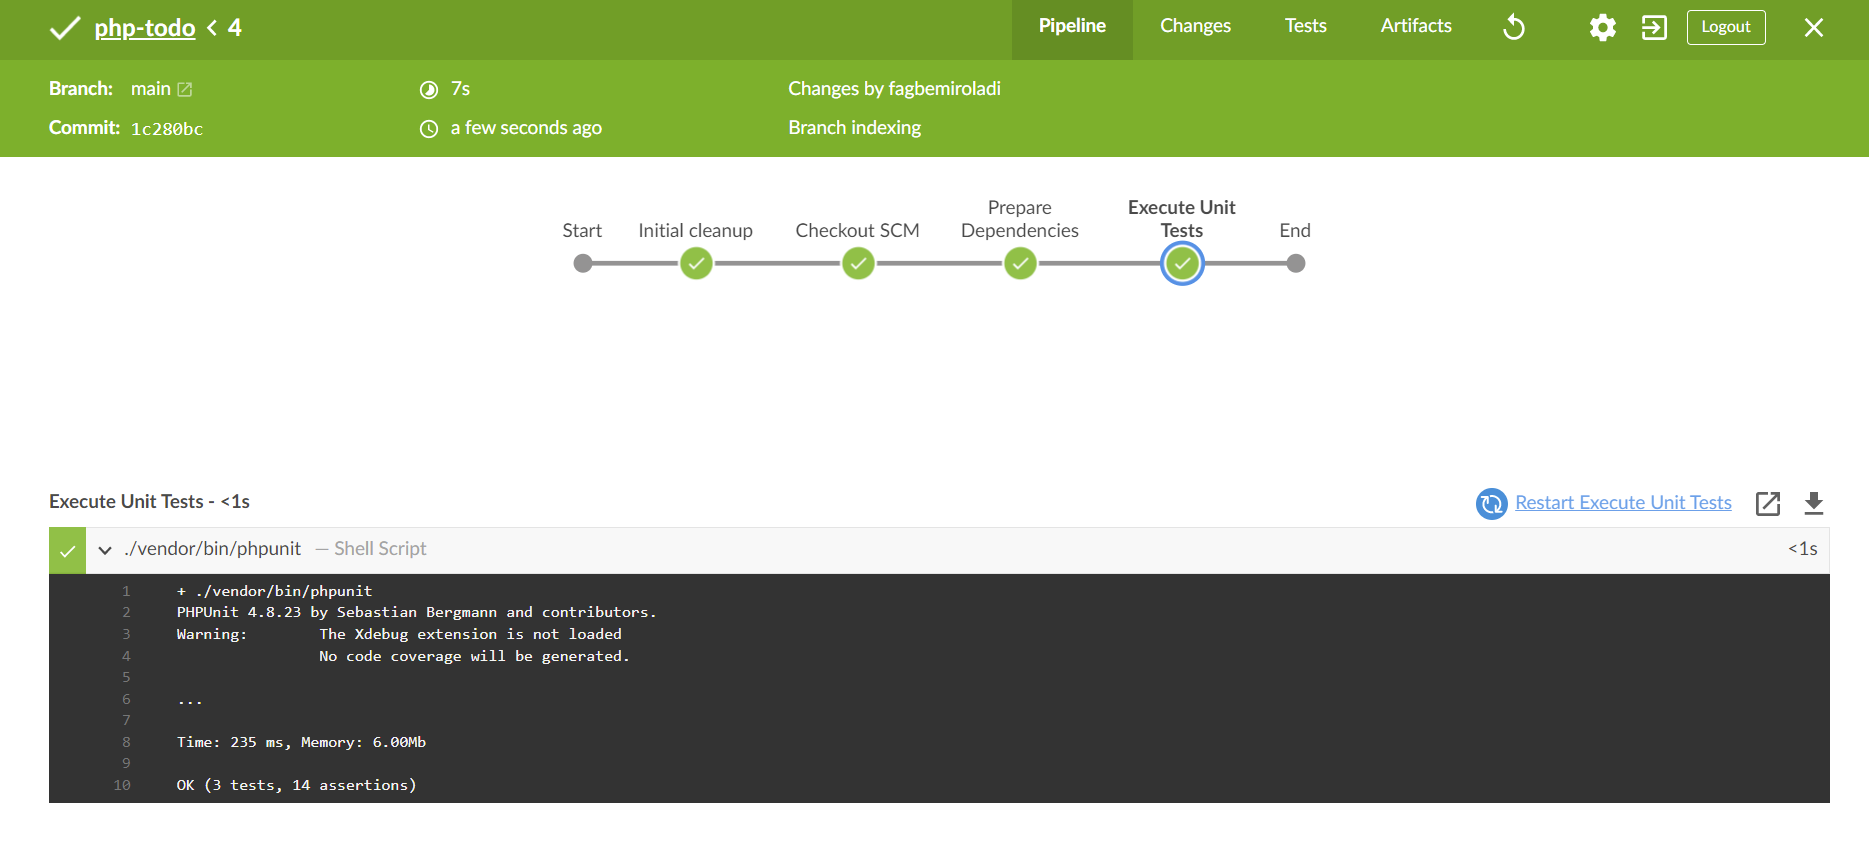 php-todo < 4
Pipeline
Changes
Tests
Artifacts
Logout
Branch: main
7s
Changes by fagbemiroladi
Commit: 1c280bc
a few seconds ago
Branch indexing
Start
Initial cleanup
Checkout SCM
Prepare
Dependencies
Execute Unit
Tests
End
Execute Unit Tests - <1s
Restart Execute Unit Tests
./vendor/bin/phpunit — Shell Script
<1s
1 + ./vendor/bin/phpunit
2 PHPUnit 4.8.23 by Sebastian Bergmann and contributors.
3 Warning: The Xdebug extension is not loaded
4 No code coverage will be generated.
5
6 ...
7
8 Time: 235 ms, Memory: 6.00Mb
9
10 OK (3 tests, 14 assertions)